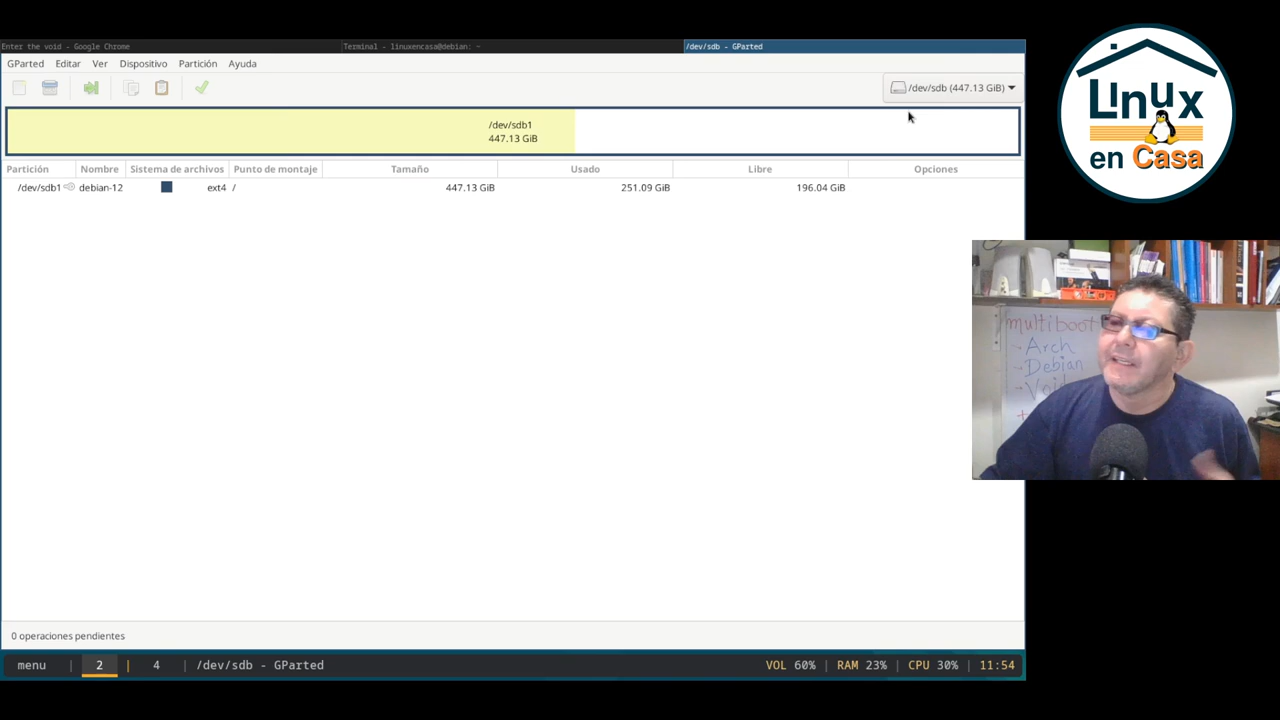 Enter the void - Google Chrome
Terminal - linuxencasa@debian: ~
/dev/sdb - GParted
GParted Editar Ver Dispositivo Partición Ayuda
/dev/sdb (447.13 GiB)
/dev/sdb1
447.13 GiB
Partición Nombre Sistema de archivos Punto de montaje Tamaño Usado Libre Opciones
/dev/sdb1 debian-12 ext4 / 447.13 GiB 251.09 GiB 196.04 GiB
0 operaciones pendientes
menu | 2 | 4 | /dev/sdb - GParted VOL 60% | RAM 23% | CPU 30% | 11:54
Linux
en Casa
multiboot
- Arch
- Debian
- Void